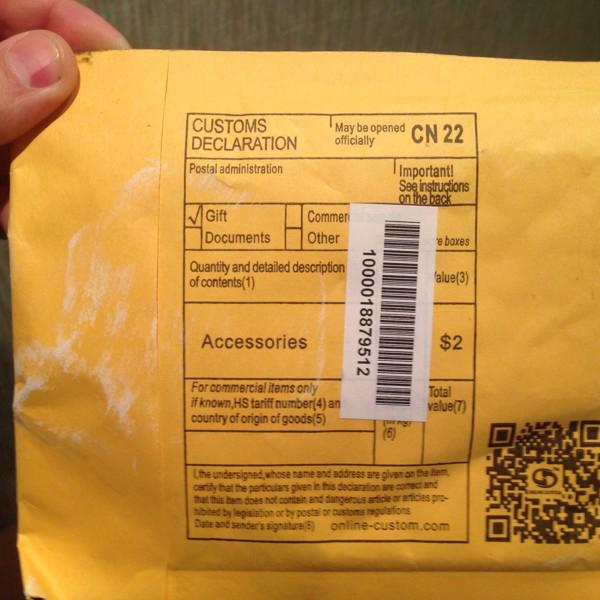 CUSTOMS
DECLARATION
May be opened
officially
CN 22
Postal administration
Important!
See instructions
on the back
Gift
Documents
Other
boxes
Quantity and detailed description
of contents(1)
Value(3)
Accessories
$2
1000018879512
For commercial items only
if known,HS tariff number(4)
country of origin of goods(5)
(6)
Total
value(7)
I,the undersigned,whose name and address are given on the item,
certify that the particulars given in this declaration are correct and
that this item does not contain and dangerous article or articles pro-
hibited by legislation or by postal or customs regulations
Date and sender's signature(8) online-custom.com